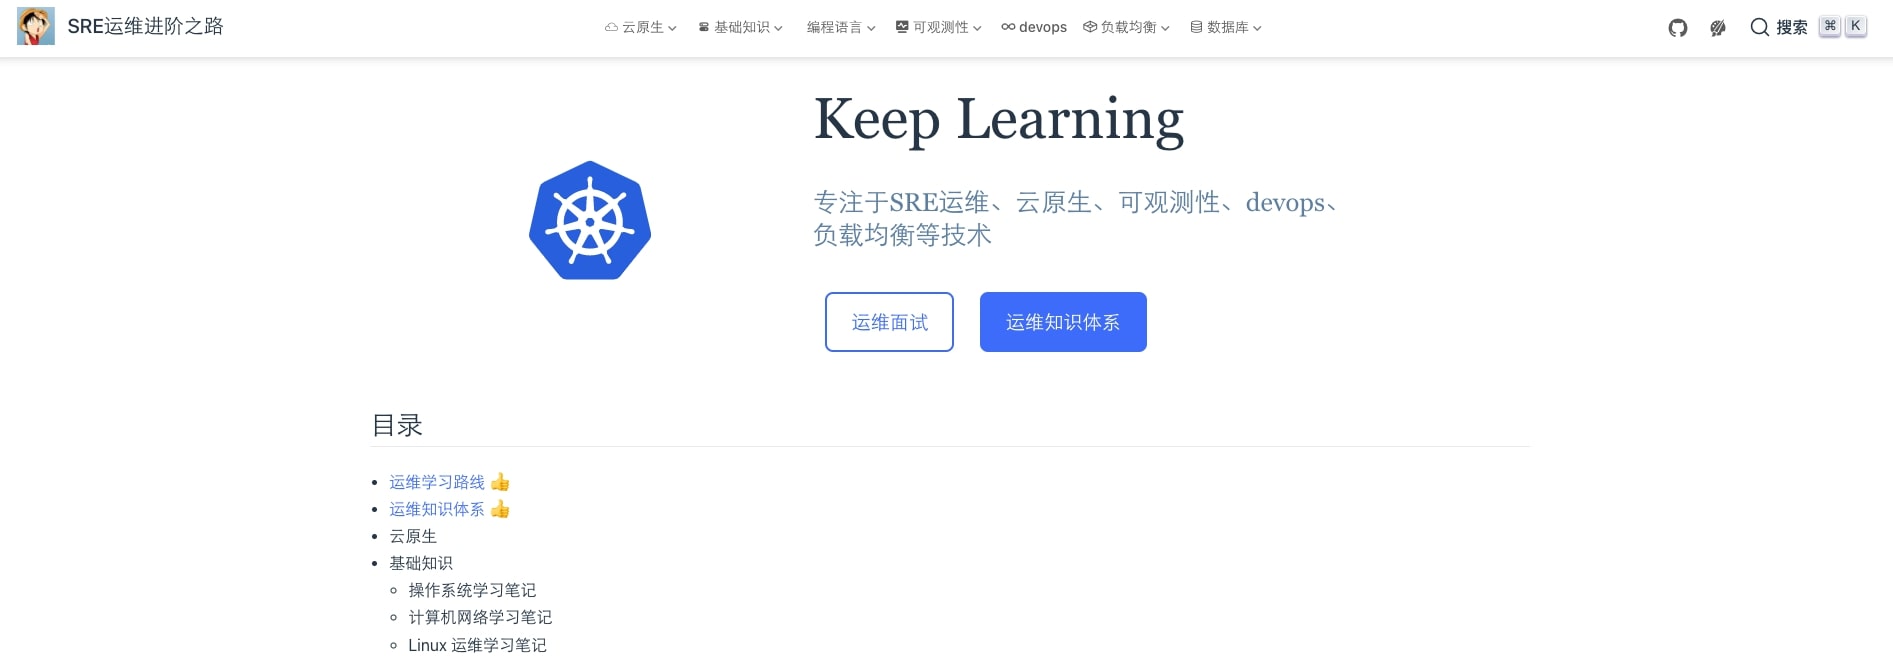 SRE运维进阶之路
云原生
基础知识
编程语言
可观测性
devops
负载均衡
数据库
搜索 ⌘ K
Keep Learning
专注于SRE运维、云原生、可观测性、devops、
负载均衡等技术
运维面试
运维知识体系
目录
运维学习路线 👍
运维知识体系 👍
云原生
基础知识
操作系统学习笔记
计算机网络学习笔记
Linux 运维学习笔记